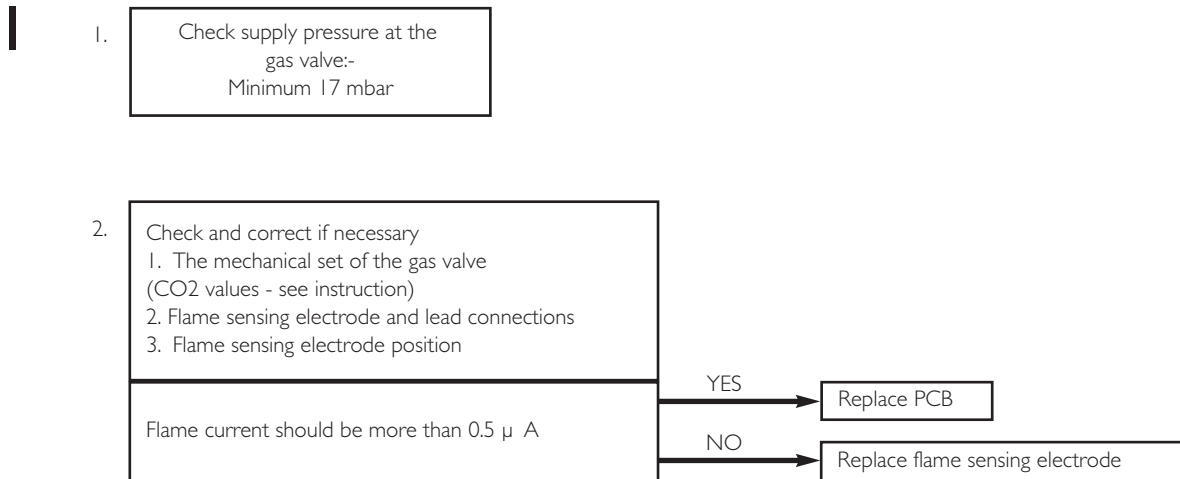 1.
Check supply pressure at the
gas valve:-
Minimum 17 mbar
2.
Check and correct if necessary
1. The mechanical set of the gas valve
(CO2 values - see instruction)
2. Flame sensing electrode and lead connections
3. Flame sensing electrode position
Flame current should be more than 0.5 μ A
YES
Replace PCB
NO
Replace flame sensing electrode